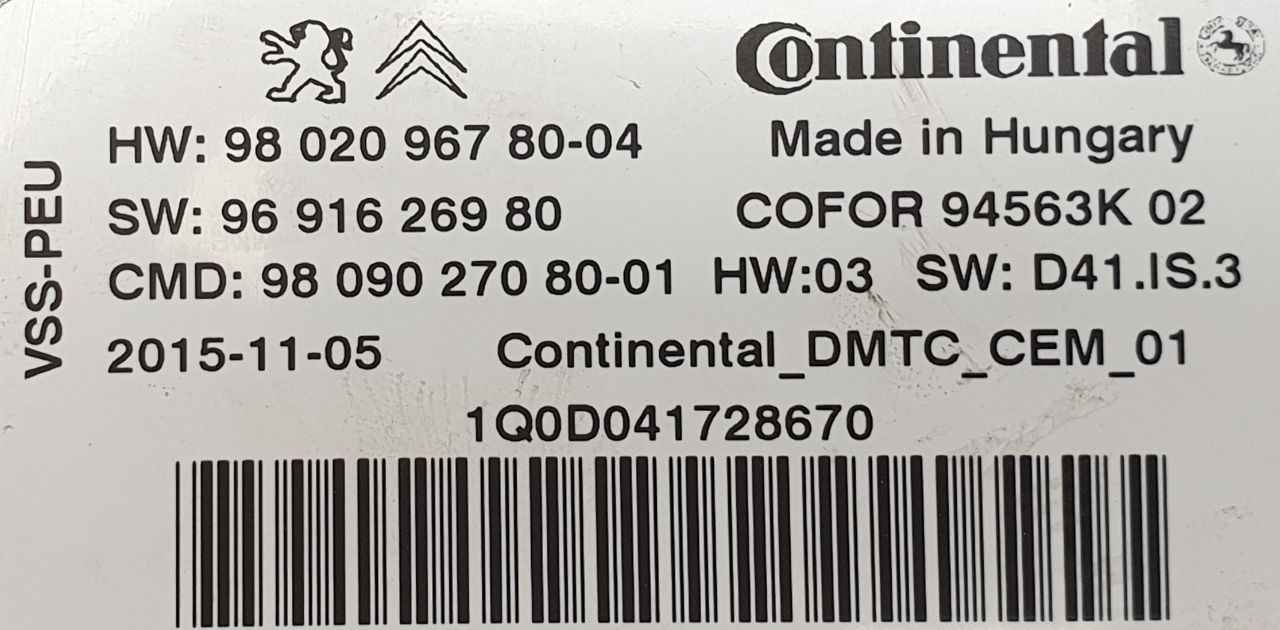 Continental
HW: 98 020 967 80-04
Made in Hungary
SW: 96 916 269 80
COFOR 94563K 02
CMD: 98 090 270 80-01 HW:03 SW: D41.IS.3
2015-11-05
Continental_DMTC_CEM_01
1Q0D041728670
VSS-PEU